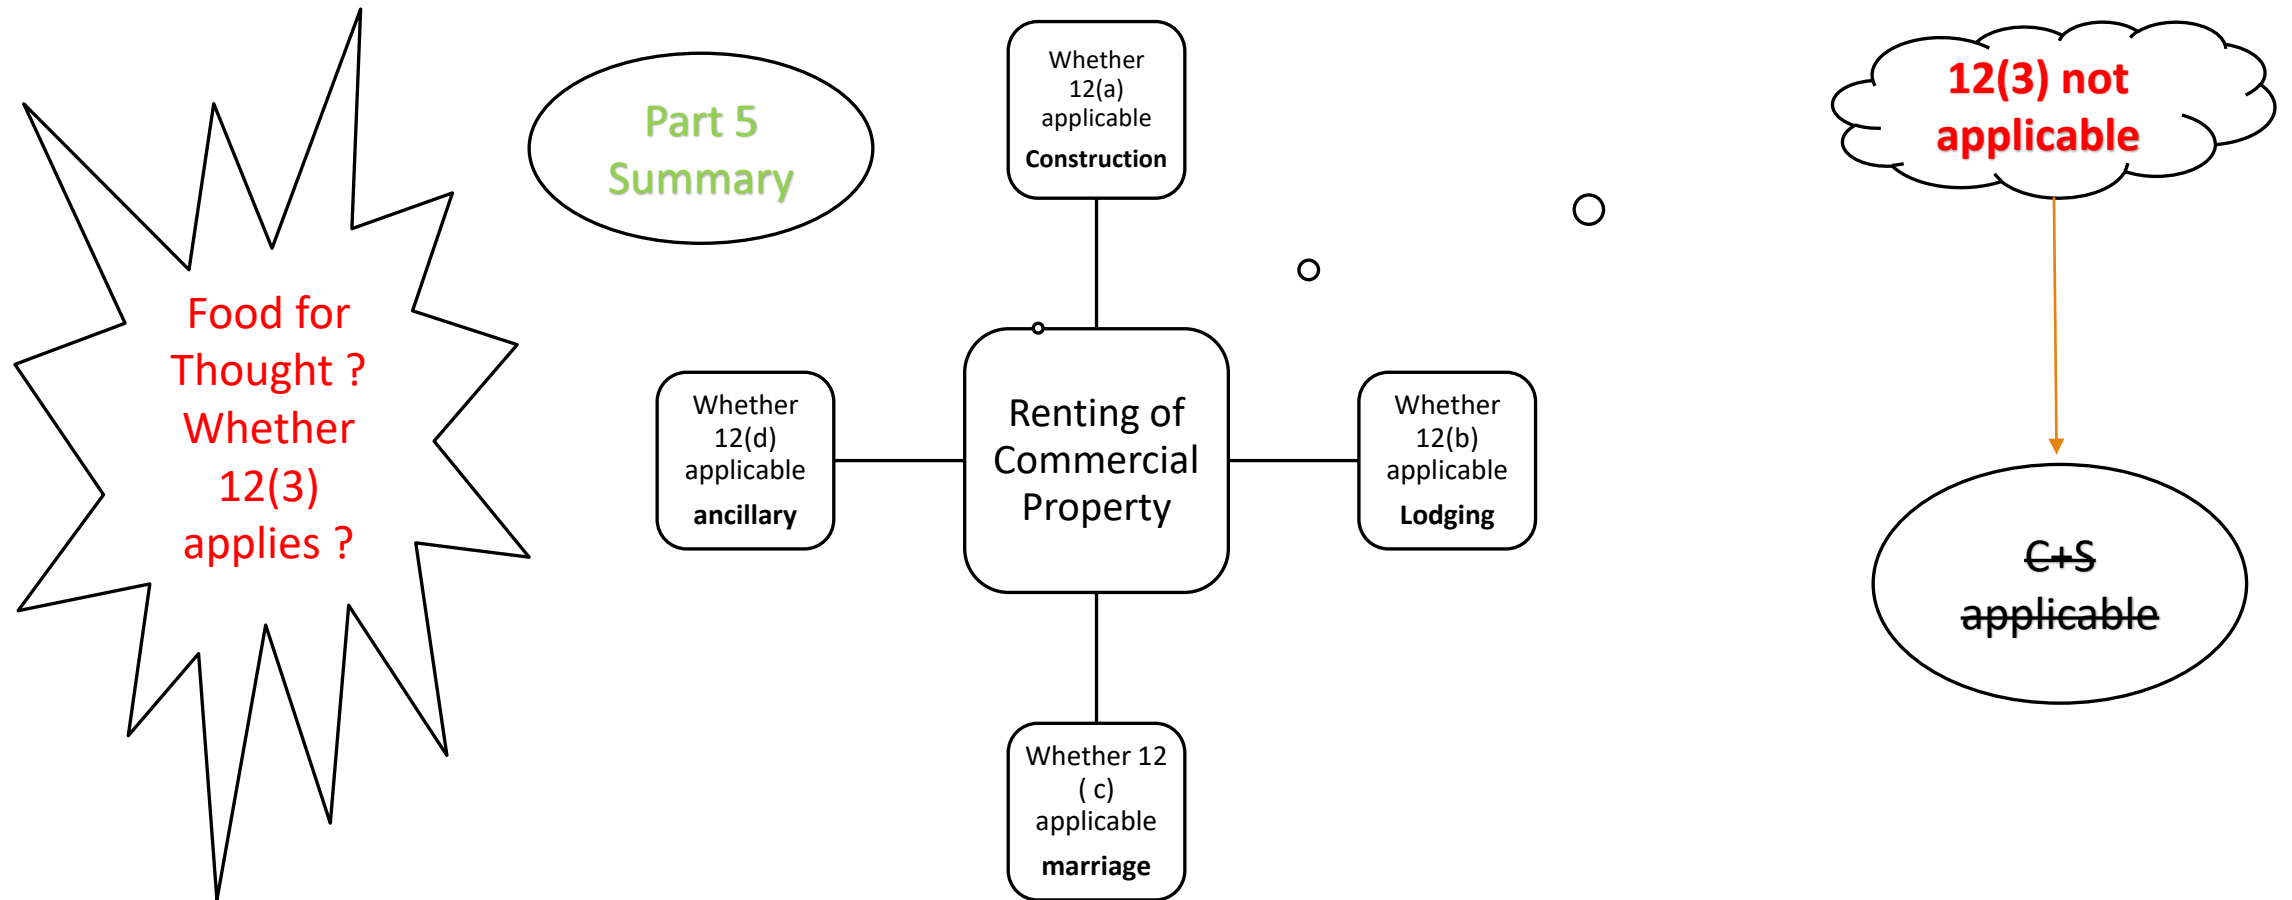 Food for
Thought ?
Whether
12(3)
applies ?
Part 5
Summary
Whether
12(a)
applicable
Construction
Whether
12(d)
applicable
ancillary
Renting of
Commercial
Property
Whether
12(b)
applicable
Lodging
Whether 12
( c)
applicable
marriage
12(3) not
applicable
C+S
applicable